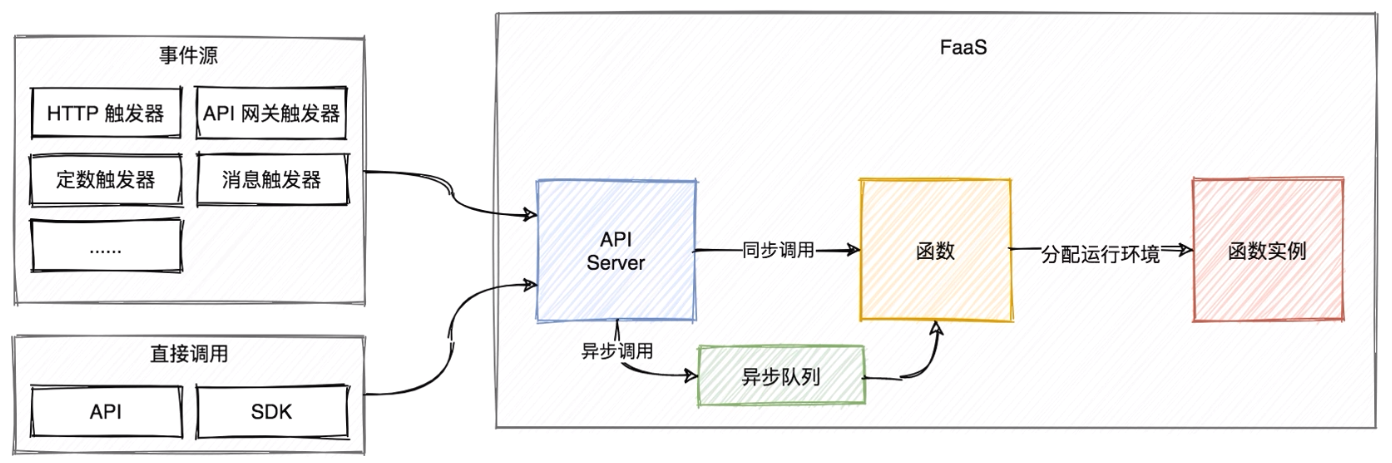 事件源
HTTP 触发器
API 网关触发器
定数触发器
消息触发器
......
直接调用
API
SDK
FaaS
API
Server
同步调用
函数
分配运行环境
函数实例
异步调用
异步队列